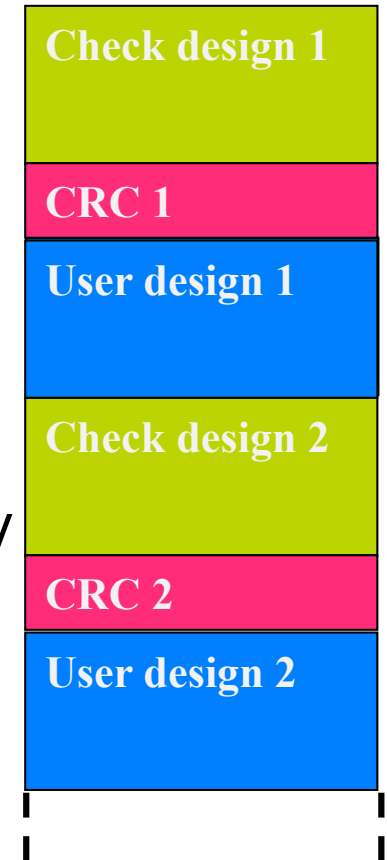 Check design 1
CRC 1
User design 1
Check design 2
y
CRC 2
User design 2